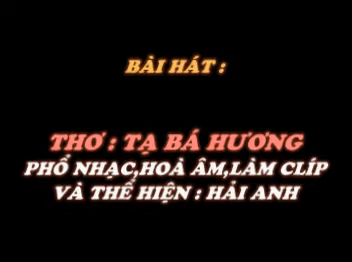 BÀI HÁT :
THƠ : TẠ BÁ HƯƠNG
PHỔ NHẠC,HOÀ ÂM,LÀM CLÍP
VÀ THỂ HIỆN : HẢI ANH